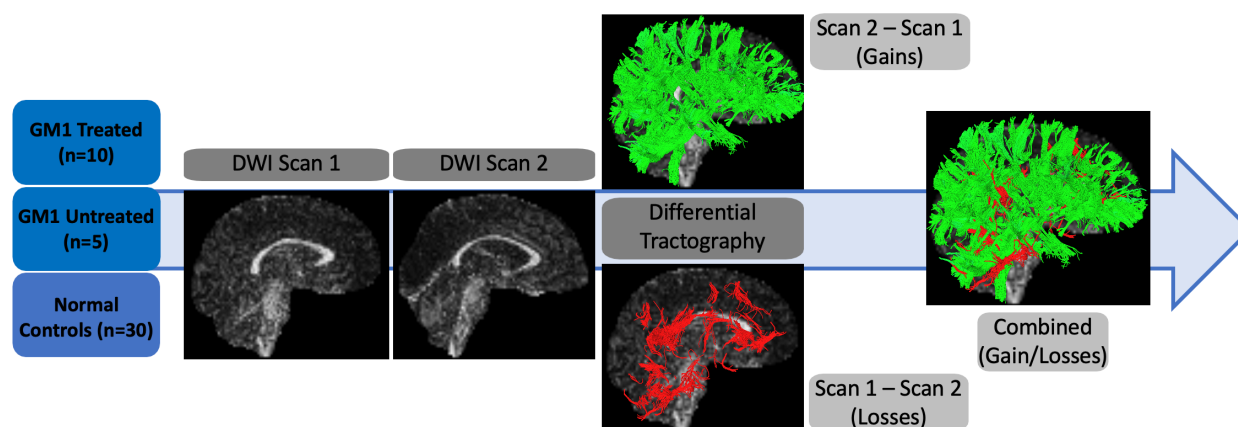 GM1 Treated
(n=10)
GM1 Untreated
(n=5)
Normal
Controls (n=30)
DWI Scan 1
DWI Scan 2
Scan 2 – Scan 1
(Gains)
Differential
Tractography
Scan 1 – Scan 2
(Losses)
Combined
(Gain/Losses)